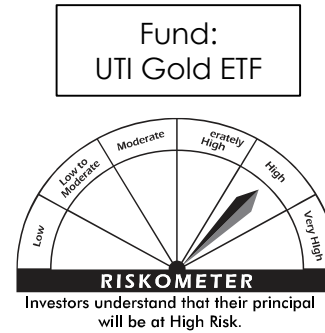 Fund:
UTI Gold ETF
Low
Low to
Moderate
Moderate
erately
High
High
Very High
RISKOMETER
Investors understand that their principal
will be at High Risk.